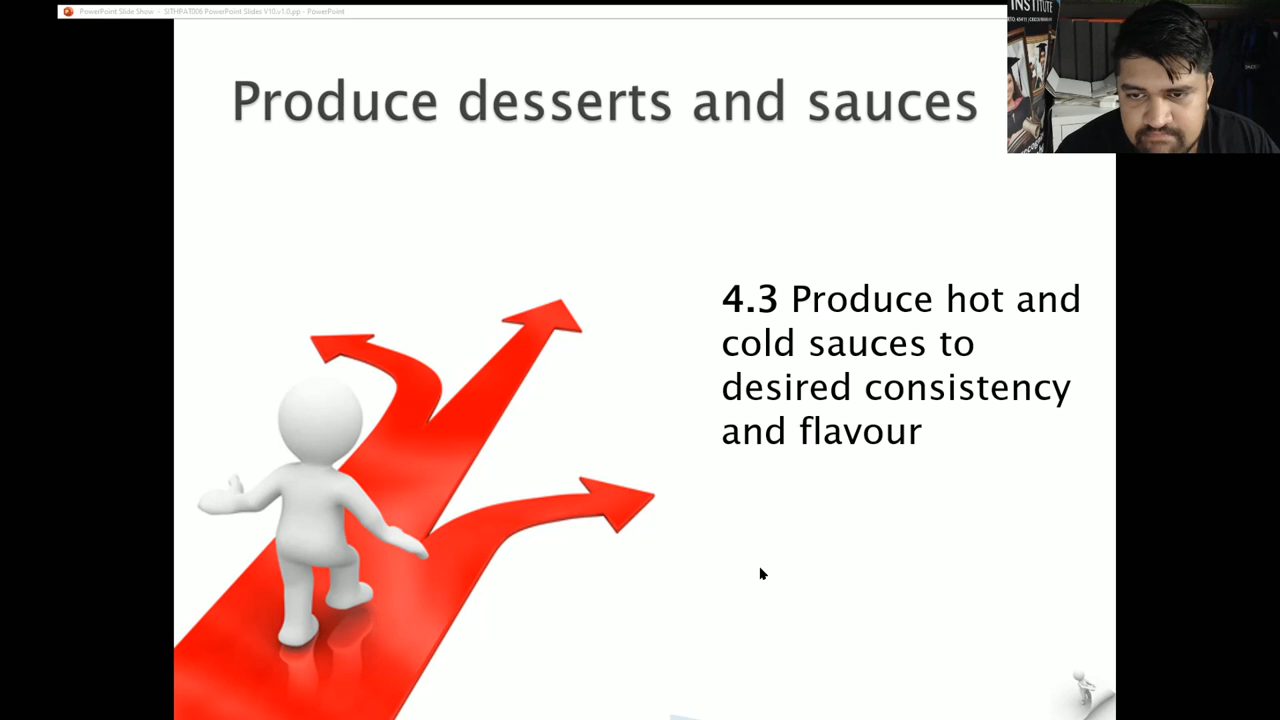 PowerPoint Slide Show - SITHPAT006 PowerPoint Slides V10.v1.0.pp - PowerPoint
INSTITUTE
Produce desserts and sauces
4.3 Produce hot and
cold sauces to
desired consistency
and flavour